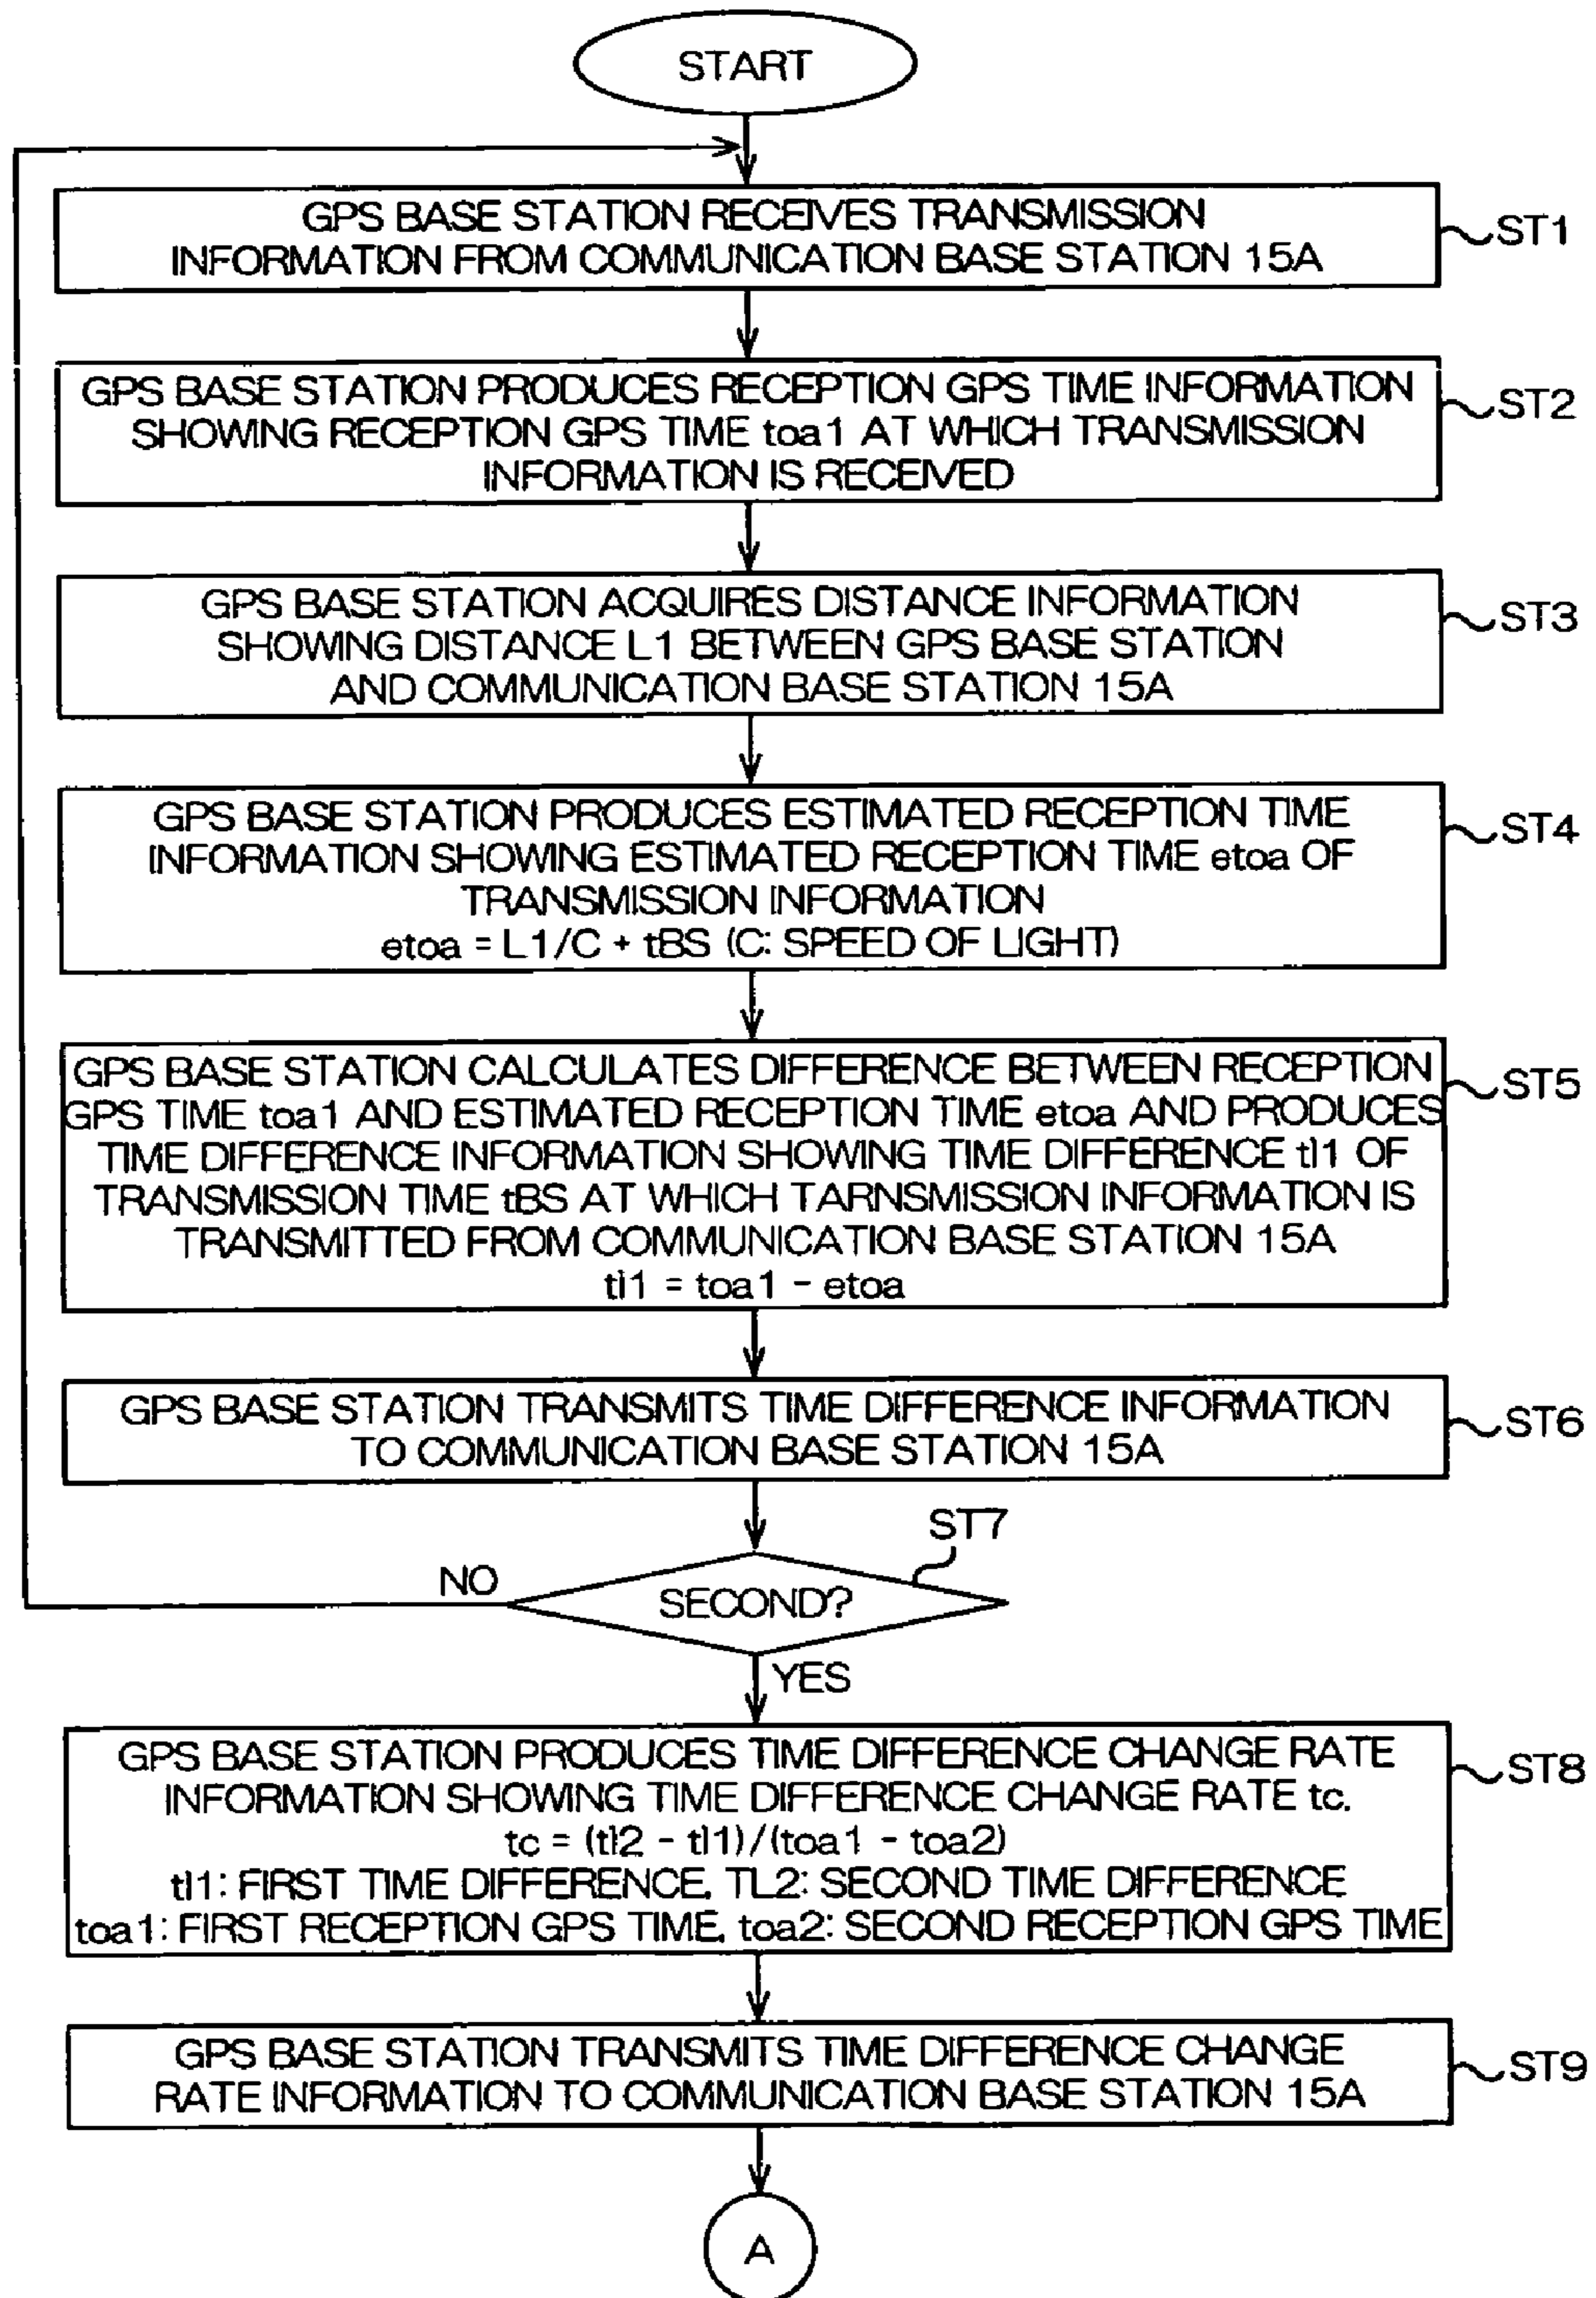 START
GPS BASE STATION RECEIVES TRANSMISSION
INFORMATION FROM COMMUNICATION BASE STATION 15A
ST1
GPS BASE STATION PRODUCES RECEPTION GPS TIME INFORMATION
SHOWING RECEPTION GPS TIME toa1 AT WHICH TRANSMISSION
INFORMATION IS RECEIVED
ST2
GPS BASE STATION ACQUIRES DISTANCE INFORMATION
SHOWING DISTANCE L1 BETWEEN GPS BASE STATION
AND COMMUNICATION BASE STATION 15A
ST3
GPS BASE STATION PRODUCES ESTIMATED RECEPTION TIME
INFORMATION SHOWING ESTIMATED RECEPTION TIME etoa OF
TRANSMISSION INFORMATION
etoa = L1/C + tBS (C: SPEED OF LIGHT)
ST4
GPS BASE STATION CALCULATES DIFFERENCE BETWEEN RECEPTION
GPS TIME toa1 AND ESTIMATED RECEPTION TIME etoa AND PRODUCES
TIME DIFFERENCE INFORMATION SHOWING TIME DIFFERENCE tl1 OF
TRANSMISSION TIME tBS AT WHICH TARNSMISSION INFORMATION IS
TRANSMITTED FROM COMMUNICATION BASE STATION 15A
tl1 = toa1 - etoa
ST5
GPS BASE STATION TRANSMITS TIME DIFFERENCE INFORMATION
TO COMMUNICATION BASE STATION 15A
ST6
ST7
NO
SECOND?
YES
GPS BASE STATION PRODUCES TIME DIFFERENCE CHANGE RATE
INFORMATION SHOWING TIME DIFFERENCE CHANGE RATE tc.
tc = (tl2 - tl1)/(toa1 - toa2)
tl1: FIRST TIME DIFFERENCE, TL2: SECOND TIME DIFFERENCE
toa1: FIRST RECEPTION GPS TIME, toa2: SECOND RECEPTION GPS TIME
ST8
GPS BASE STATION TRANSMITS TIME DIFFERENCE CHANGE
RATE INFORMATION TO COMMUNICATION BASE STATION 15A
ST9
A